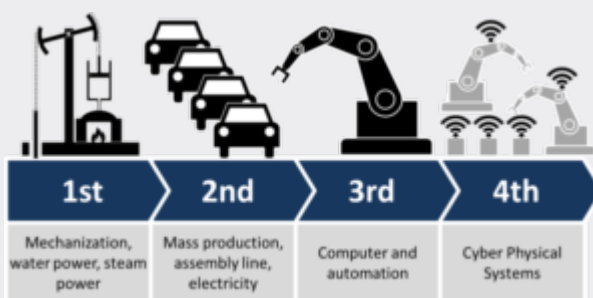 1st
2nd
3rd
4th
Mechanization,
water power, steam
power
Mass production,
assembly line,
electricity
Computer and
automation
Cyber Physical
Systems